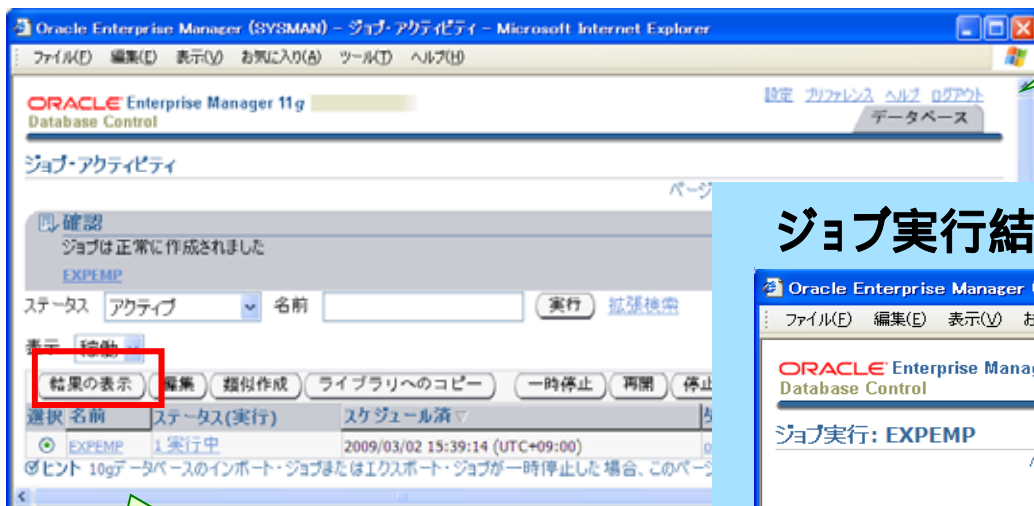 Oracle Enterprise Manager (SYSMAN) - ジョブ・アクティビティ - Microsoft Internet Explorer
ファイル(F) 編集(E) 表示(V) お気に入り(A) ツール(T) ヘルプ(H)
ORACLE Enterprise Manager 11g
Database Control
設定 プリファレンス ヘルプ ログアウト
データベース
ジョブ・アクティビティ
ページ
確認
ジョブは正常に作成されました
EXPEMP
ステータス アクティブ 名前 実行 拡張検索
表示 稼働
結果の表示 編集 類似作成 ライブラリへのコピー 一時停止 再開 停止
選択 名前 ステータス(実行) スケジュール済
EXPEMP 1 実行中 2009/03/02 15:39:14 (UTC+09:00)
ヒント 10gデータベースのインポート・ジョブまたはエクスポート・ジョブが一時停止した場合、このページ
ジョブ実行結
Oracle Enterprise Manager
ファイル(F) 編集(E) 表示(V) お
ORACLE Enterprise Mana
Database Control
ジョブ実行: EXPEMP